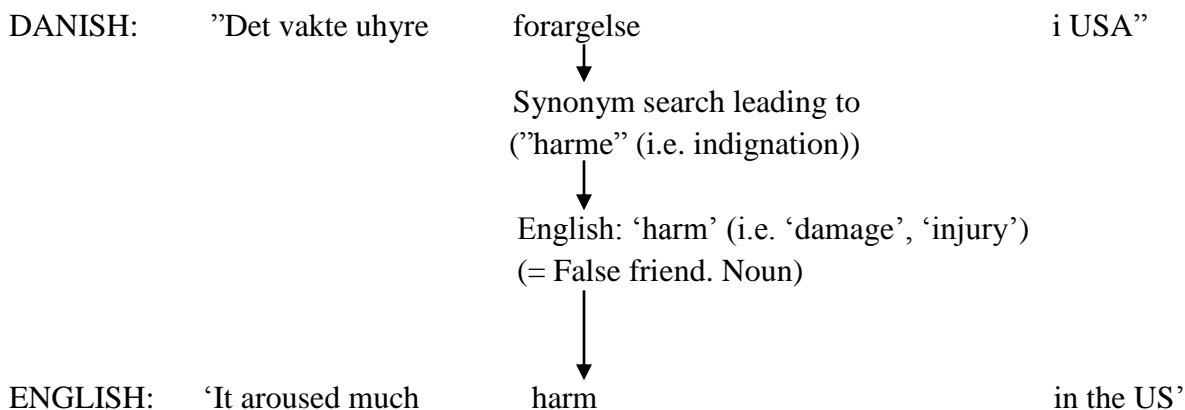 DANISH: ”Det vakte uhyre forargelse i USA”
Synonym search leading to
(”harme” (i.e. indignation))
English: ‘harm’ (i.e. ‘damage’, ‘injury’)
(= False friend. Noun)
ENGLISH: ‘It aroused much harm in the US’